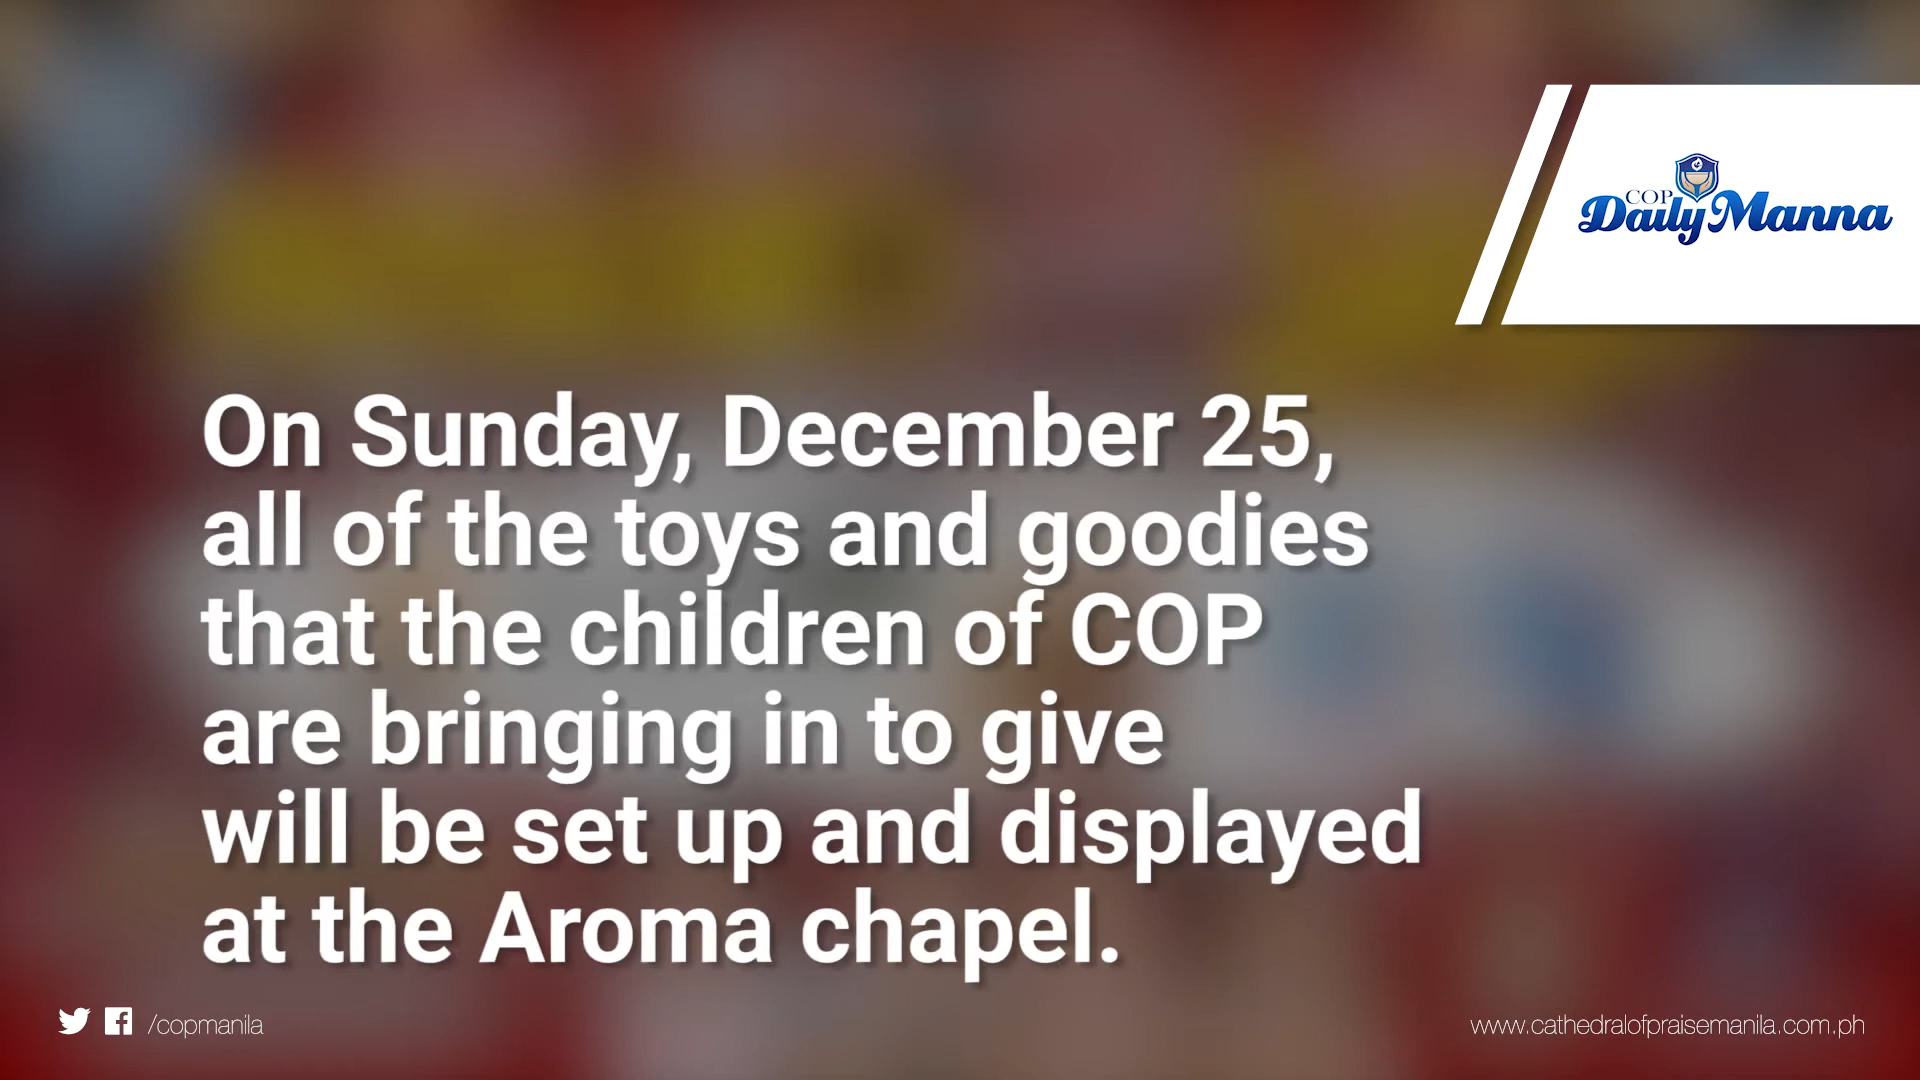 COP
Daily Manna
On Sunday, December 25,
all of the toys and goodies
that the children of COP
are bringing in to give
will be set up and displayed
at the Aroma chapel.
/copmanila
www.cathedralofpraisemanila.com.ph